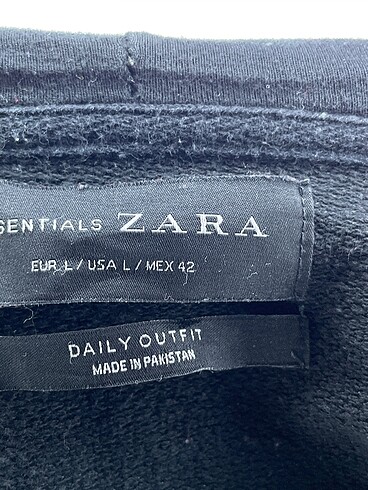 SENTIALS ZARA
EUR L / USA L / MEX 42
DAILY OUTFIT
MADE IN PAKISTAN